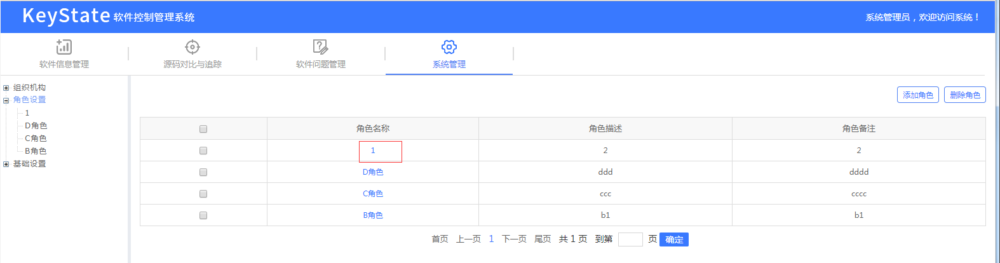 KeyState 软件控制管理系统
系统管理员，欢迎访问系统！
软件信息管理 源码对比与追踪 软件问题管理 系统管理
组织机构
角色设置
1
D角色
C角色
B角色
基础设置
添加角色 删除角色
角色名称 角色描述 角色备注
1 2 2
D角色 ddd dddd
C角色 ccc cccc
B角色 b1 b1
首页 上一页 1 下一页 尾页 共 1 页 到第 页 确定